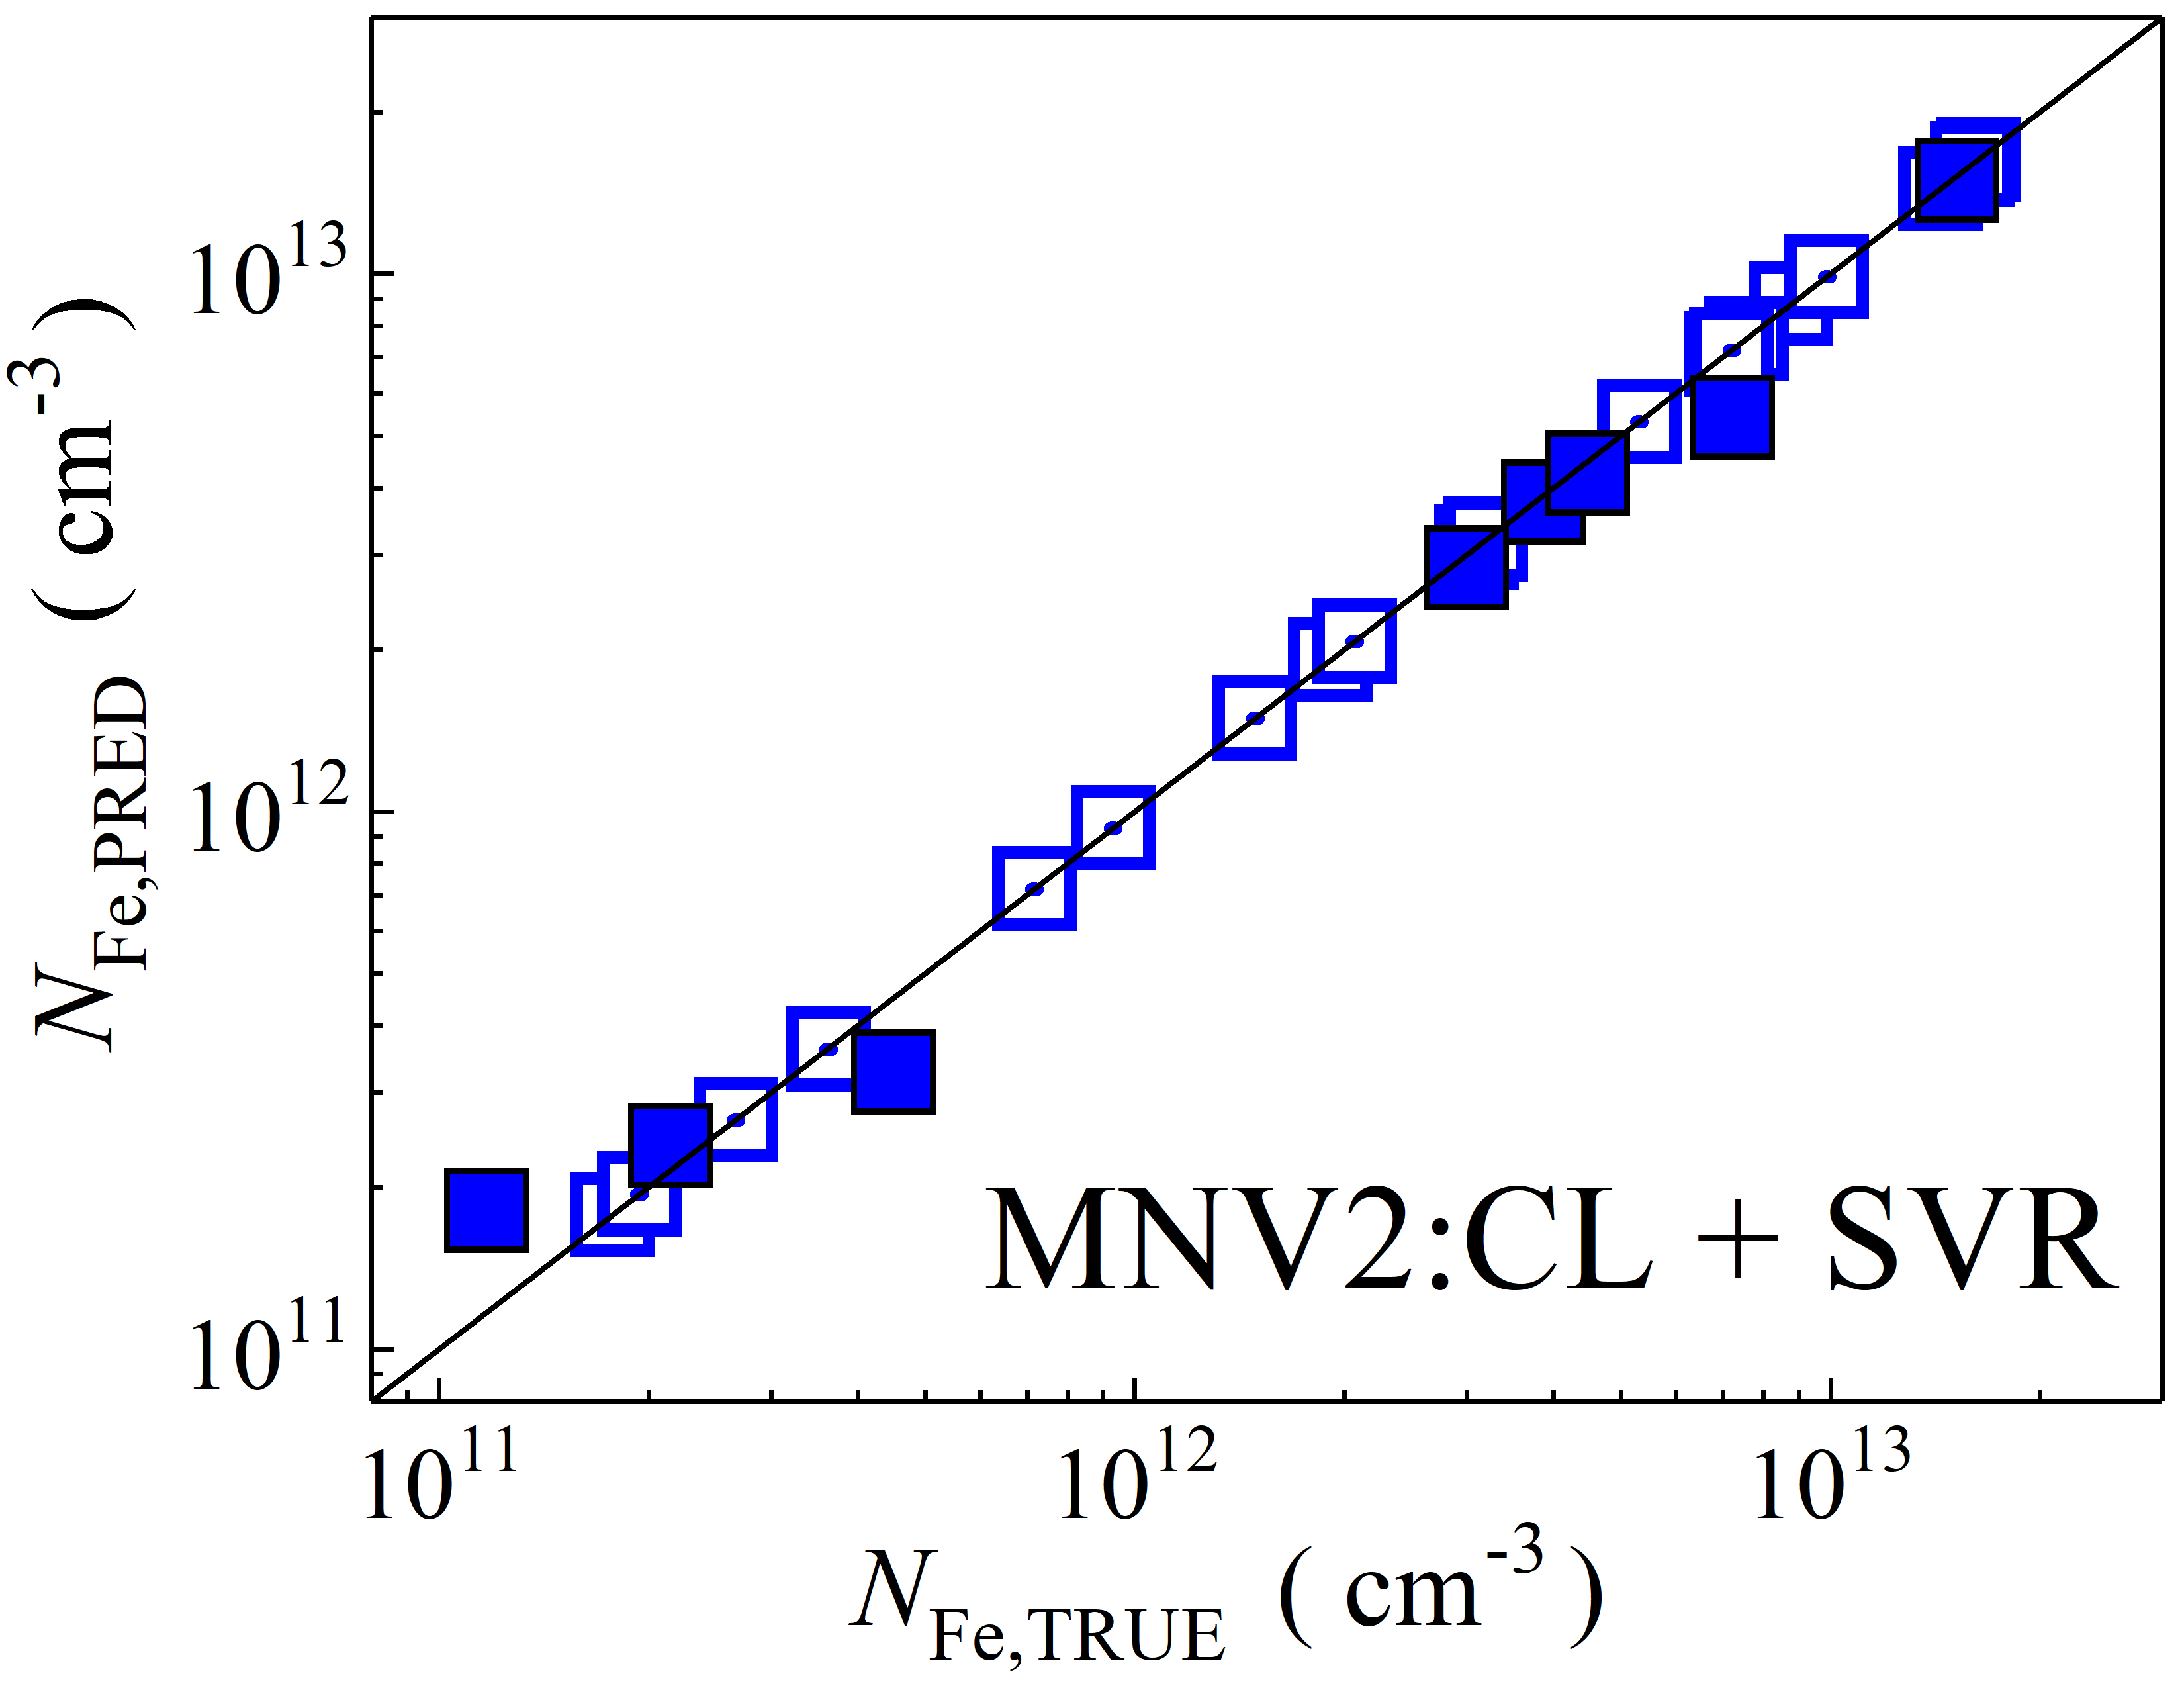 N_Fe,PRED ( cm^-3 )
10^13
10^12
10^11
MNV2:CL + SVR
10^11 10^12 10^13
N_Fe,TRUE ( cm^-3 )